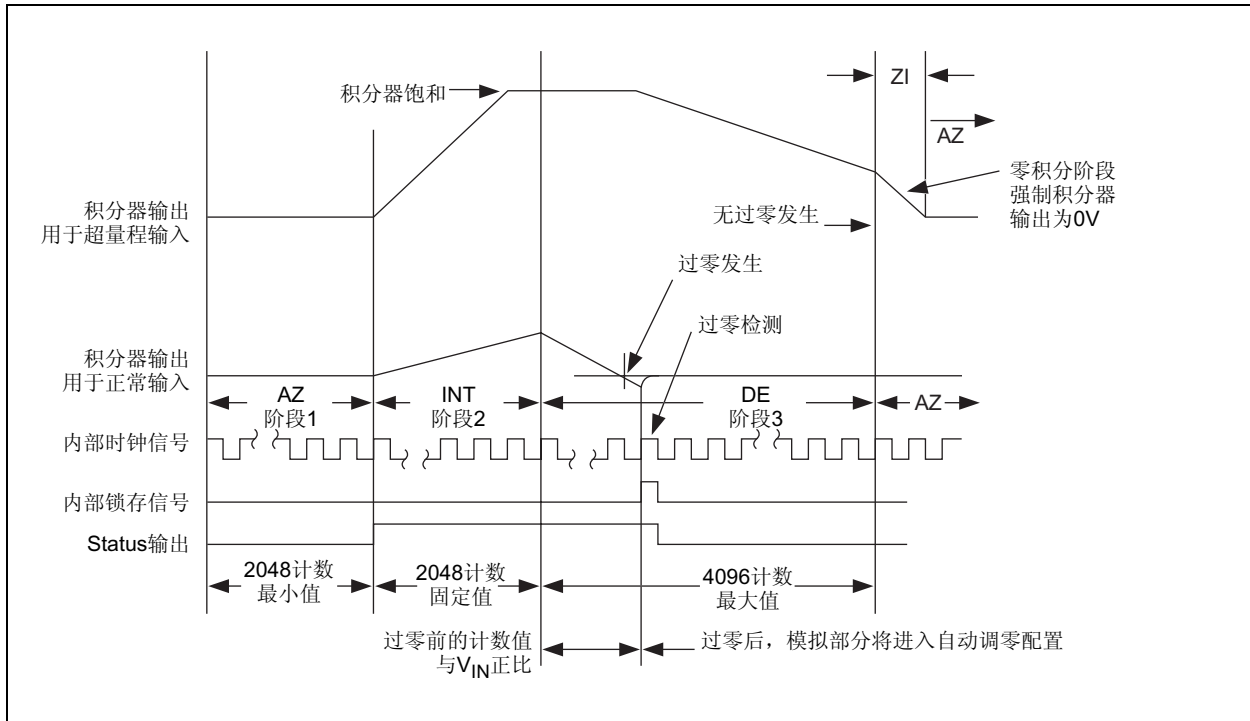 ZI
积分器饱和
AZ
零积分阶段
强制积分器
输出为0V
积分器输出
用于超量程输入
无过零发生
过零发生
过零检测
积分器输出
用于正常输入
AZ
阶段1
INT
阶段2
DE
阶段3
AZ
内部时钟信号
内部锁存信号
Status输出
2048计数
最小值
2048计数
固定值
4096计数
最大值
过零前的计数值
与VIN正比
过零后，模拟部分将进入自动调零配置